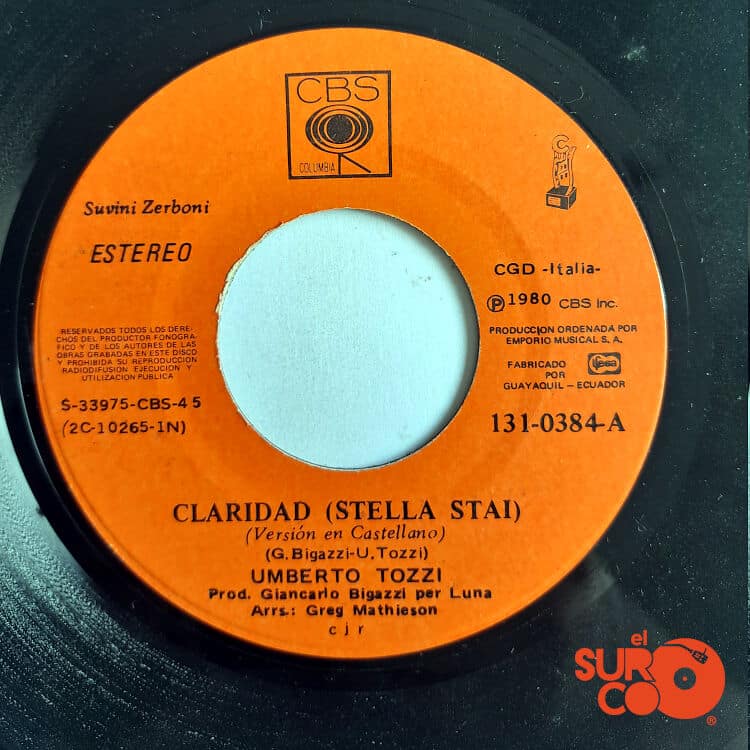 CBS
COLUMBIA
Suvini Zerboni
ESTEREO
CGD -Italia-
Ⓟ 1980 CBS Inc.
PRODUCCION ORDENADA POR
EMPORIO MUSICAL S. A.
FABRICADO
POR
GUAYAQUIL – ECUADOR
RESERVADOS TODOS LOS DERE-
CHOS DEL PRODUCTOR FONOGRA-
FICO Y DE LOS AUTORES DE LAS
OBRAS GRABADAS EN ESTE DISCO
Y PROHIBIDA SU REPRODUCCION
RADIODIFUSION EJECUCION Y
UTILIZACION PUBLICA
S-33975-CBS-45
(2C-10265-1N)
131-0384-A
CLARIDAD (STELLA STAI)
(Versión en Castellano)
(G. Bigazzi-U. Tozzi)
UMBERTO TOZZI
Prod. Giancarlo Bigazzi per Luna
Arrs.: Greg Mathieson
c j r
el
SURCO
®